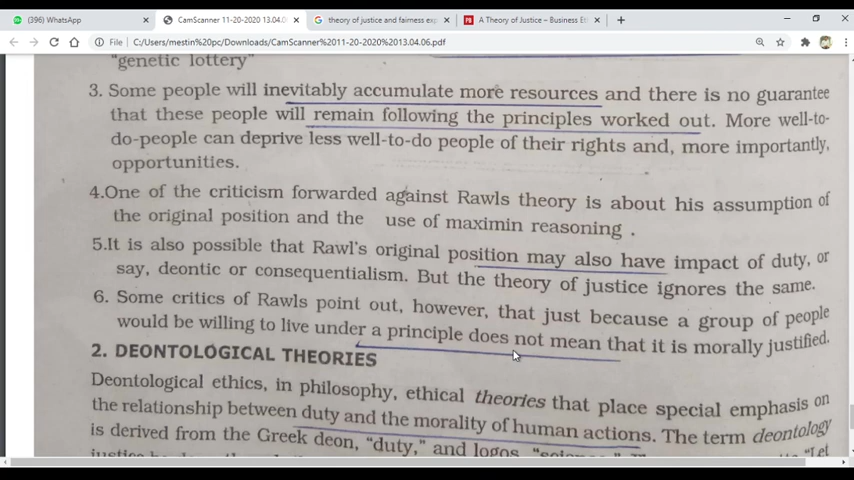 (396) WhatsApp
CamScanner 11-20-2020 13.04.0
theory of justice and fairness exp
A Theory of Justice – Business Et
File
C:/Users/mestin%20pc/Downloads/CamScanner%2011-20-2020%2013.04.06.pdf
"genetic lottery"
3. Some people will inevitably accumulate more resources and there is no guarantee
that these people will remain following the principles worked out. More well-to-
do-people can deprive less well-to-do people of their rights and, more importantly,
opportunities.
4.One of the criticism forwarded against Rawls theory is about his assumption of
the original position and the use of maximin reasoning .
5.It is also possible that Rawl's original position may also have impact of duty, or
say, deontic or consequentialism. But the theory of justice ignores the same.
6. Some critics of Rawls point out, however, that just because a group of people
would be willing to live under a principle does not mean that it is morally justified.
2. DEONTOLOGICAL THEORIES
Deontological ethics, in philosophy, ethical theories that place special emphasis on
the relationship between duty and the morality of human actions. The term deontology
is derived from the Greek deon, "duty," and logos, "science."
"Let